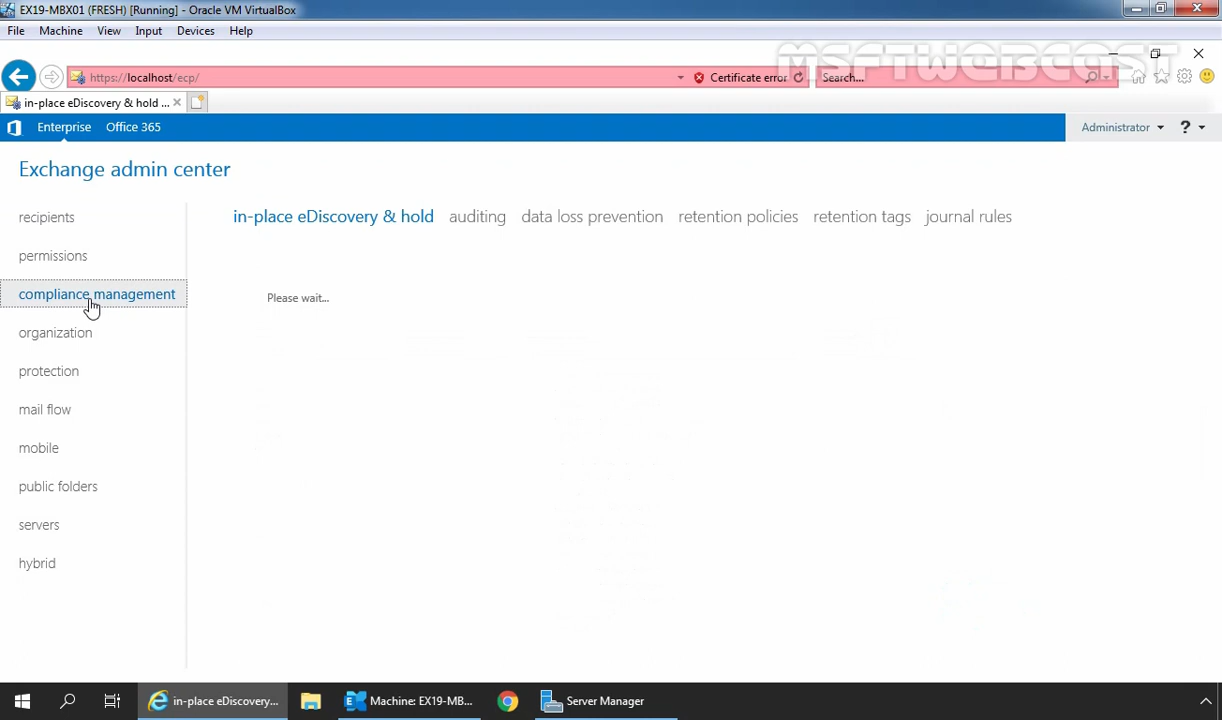 EX19-MBX01 (FRESH) [Running] - Oracle VM VirtualBox
File Machine View Input Devices Help
MSFTWEBCAST
https://localhost/ecp/ Certificate error Search...
in-place eDiscovery & hold ...
Enterprise Office 365 Administrator ?
Exchange admin center
recipients
permissions
compliance management
organization
protection
mail flow
mobile
public folders
servers
hybrid
in-place eDiscovery & hold auditing data loss prevention retention policies retention tags journal rules
Please wait...
in-place eDiscovery... Machine: EX19-MB... Server Manager